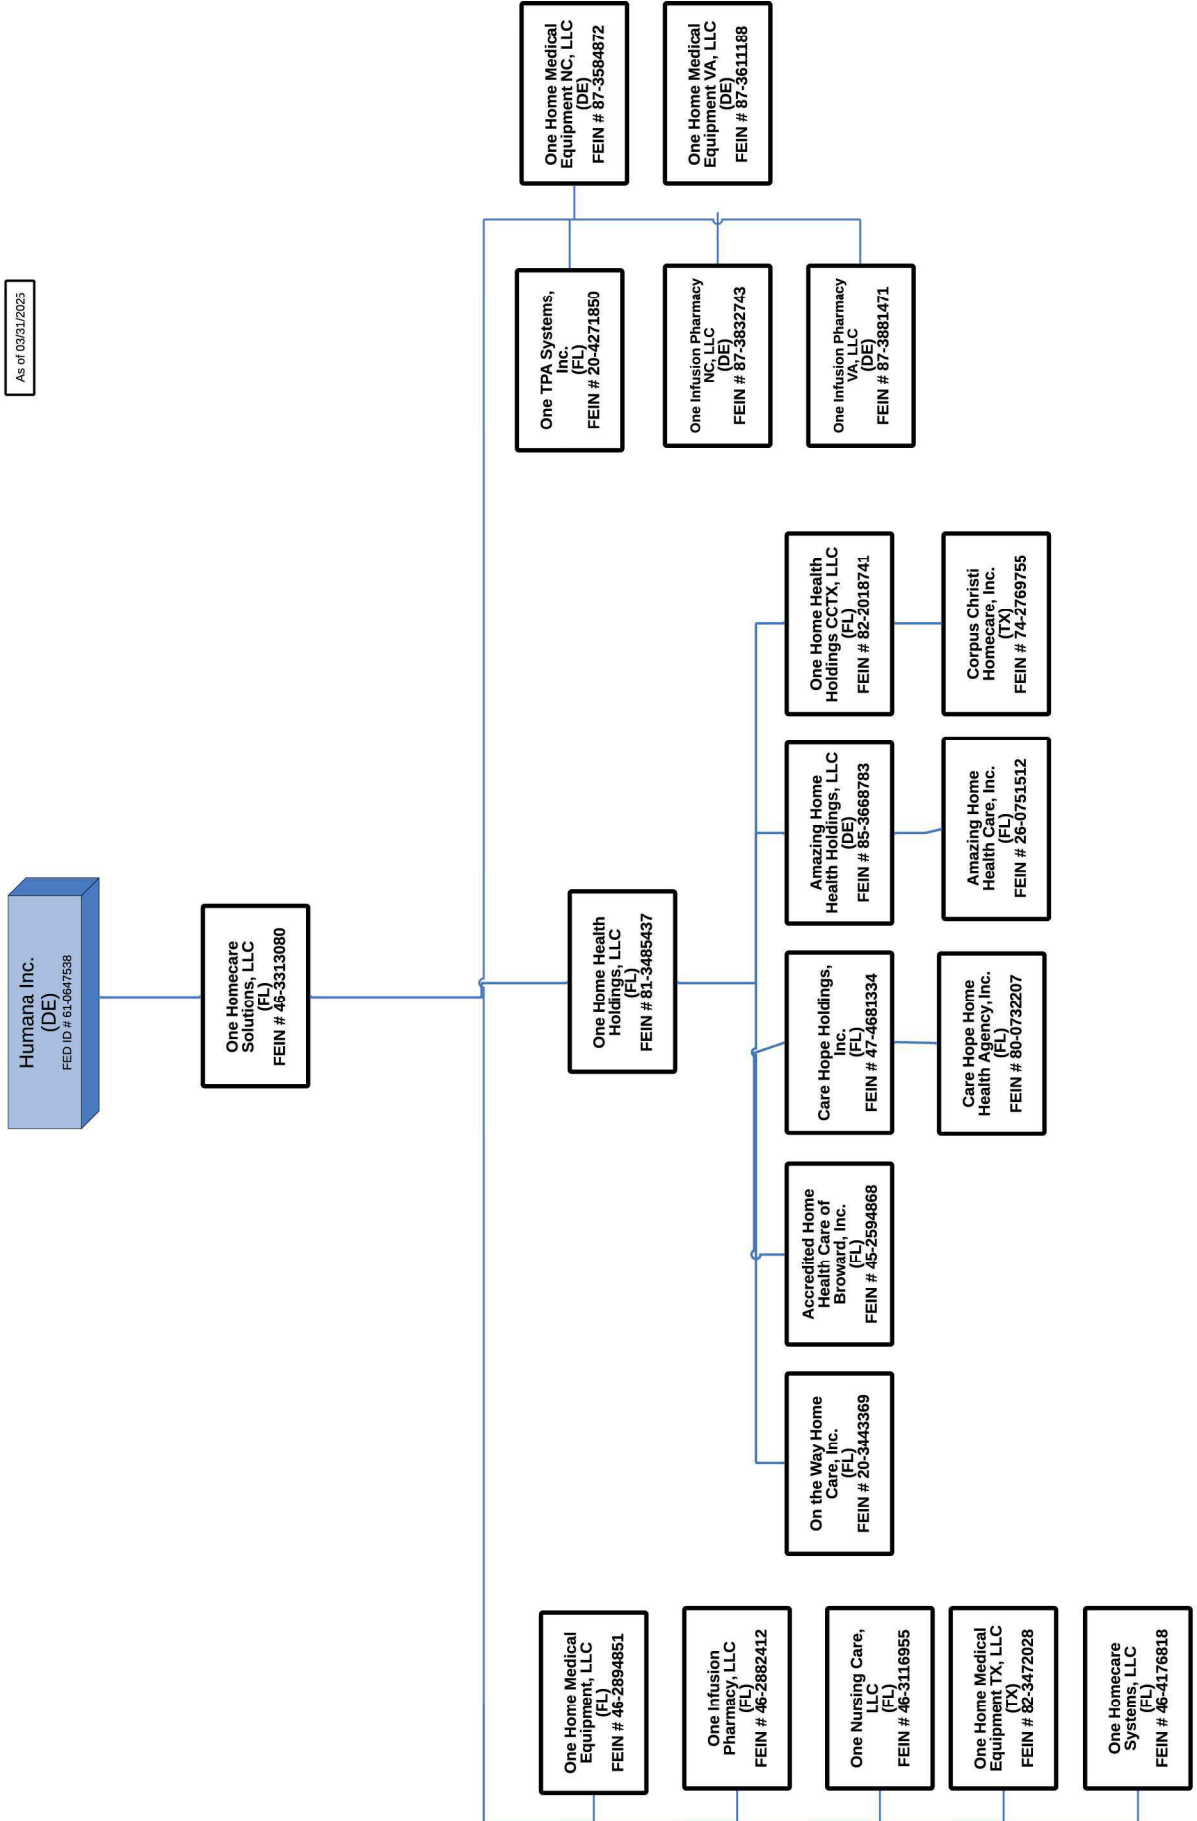 As of 03/31/2025
Humana Inc.
(DE)
FED ID # 61-0647538
One Homecare
Solutions, LLC
(FL)
FEIN # 46-3313080
One Home Medical
Equipment, LLC
(FL)
FEIN # 46-2894851
One Infusion
Pharmacy, LLC
(FL)
FEIN # 46-2882412
One Nursing Care,
LLC
(FL)
FEIN # 46-3116955
One Home Medical
Equipment TX, LLC
(TX)
FEIN # 82-3472028
One Homecare
Systems, LLC
(FL)
FEIN # 46-4176818
One Home Health
Holdings, LLC
(FL)
FEIN # 81-3485437
On the Way Home
Care, Inc.
(FL)
FEIN # 20-3443369
Accredited Home
Health Care of
Broward, Inc.
(FL)
FEIN # 45-2594868
Care Hope Holdings,
Inc.
(FL)
FEIN # 47-4681334
Amazing Home
Health Holdings, LLC
(DE)
FEIN # 85-3668783
One Home Health
Holdings CCTX, LLC
(FL)
FEIN # 82-2018741
Care Hope Home
Health Agency, Inc.
(FL)
FEIN # 80-0732207
Amazing Home
Health Care, Inc.
(FL)
FEIN # 26-0751512
Corpus Christi
Homecare, Inc.
(TX)
FEIN # 74-2769755
One TPA Systems,
Inc.
(FL)
FEIN # 20-4271850
One Infusion Pharmacy
NC, LLC
(DE)
FEIN # 87-3832743
One Infusion Pharmacy
VA, LLC
(DE)
FEIN # 87-3881471
One Home Medical
Equipment NC, LLC
(DE)
FEIN # 87-3584872
One Home Medical
Equipment VA, LLC
(DE)
FEIN # 87-3611188